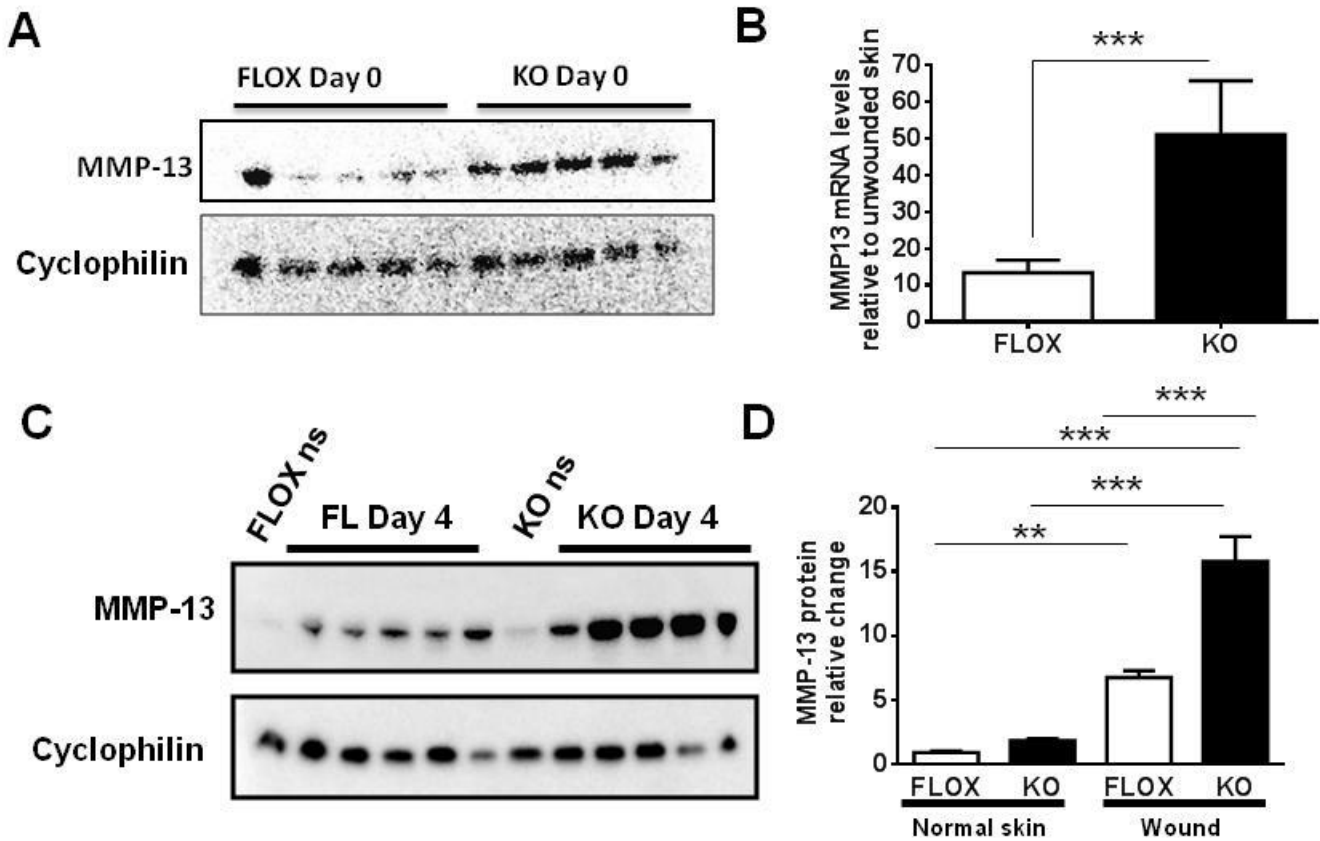 A
FLOX Day 0
KO Day 0
MMP-13
Cyclophilin
B
MMP13 mRNA levels
relative to unwounded skin
70
60
50
40
30
20
10
0
***
FLOX
KO
C
FLOX ns
FL Day 4
KO ns
KO Day 4
MMP-13
Cyclophilin
D
***
***
***
**
MMP-13 protein
relative change
20
15
10
5
0
FLOX
KO
FLOX
KO
Normal skin
Wound